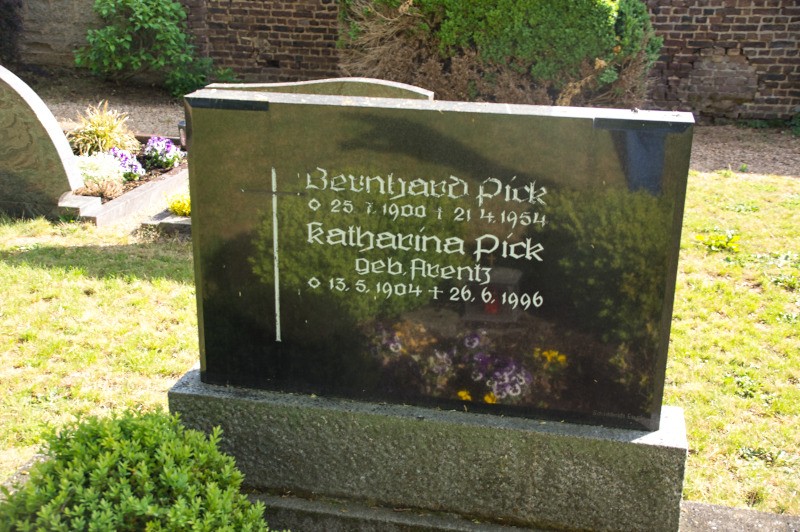 Bernhard Pick
25. 7. 1900 † 21. 4. 1954
Katharina Pick
geb. Arentz
13. 5. 1904 + 26. 6. 1996